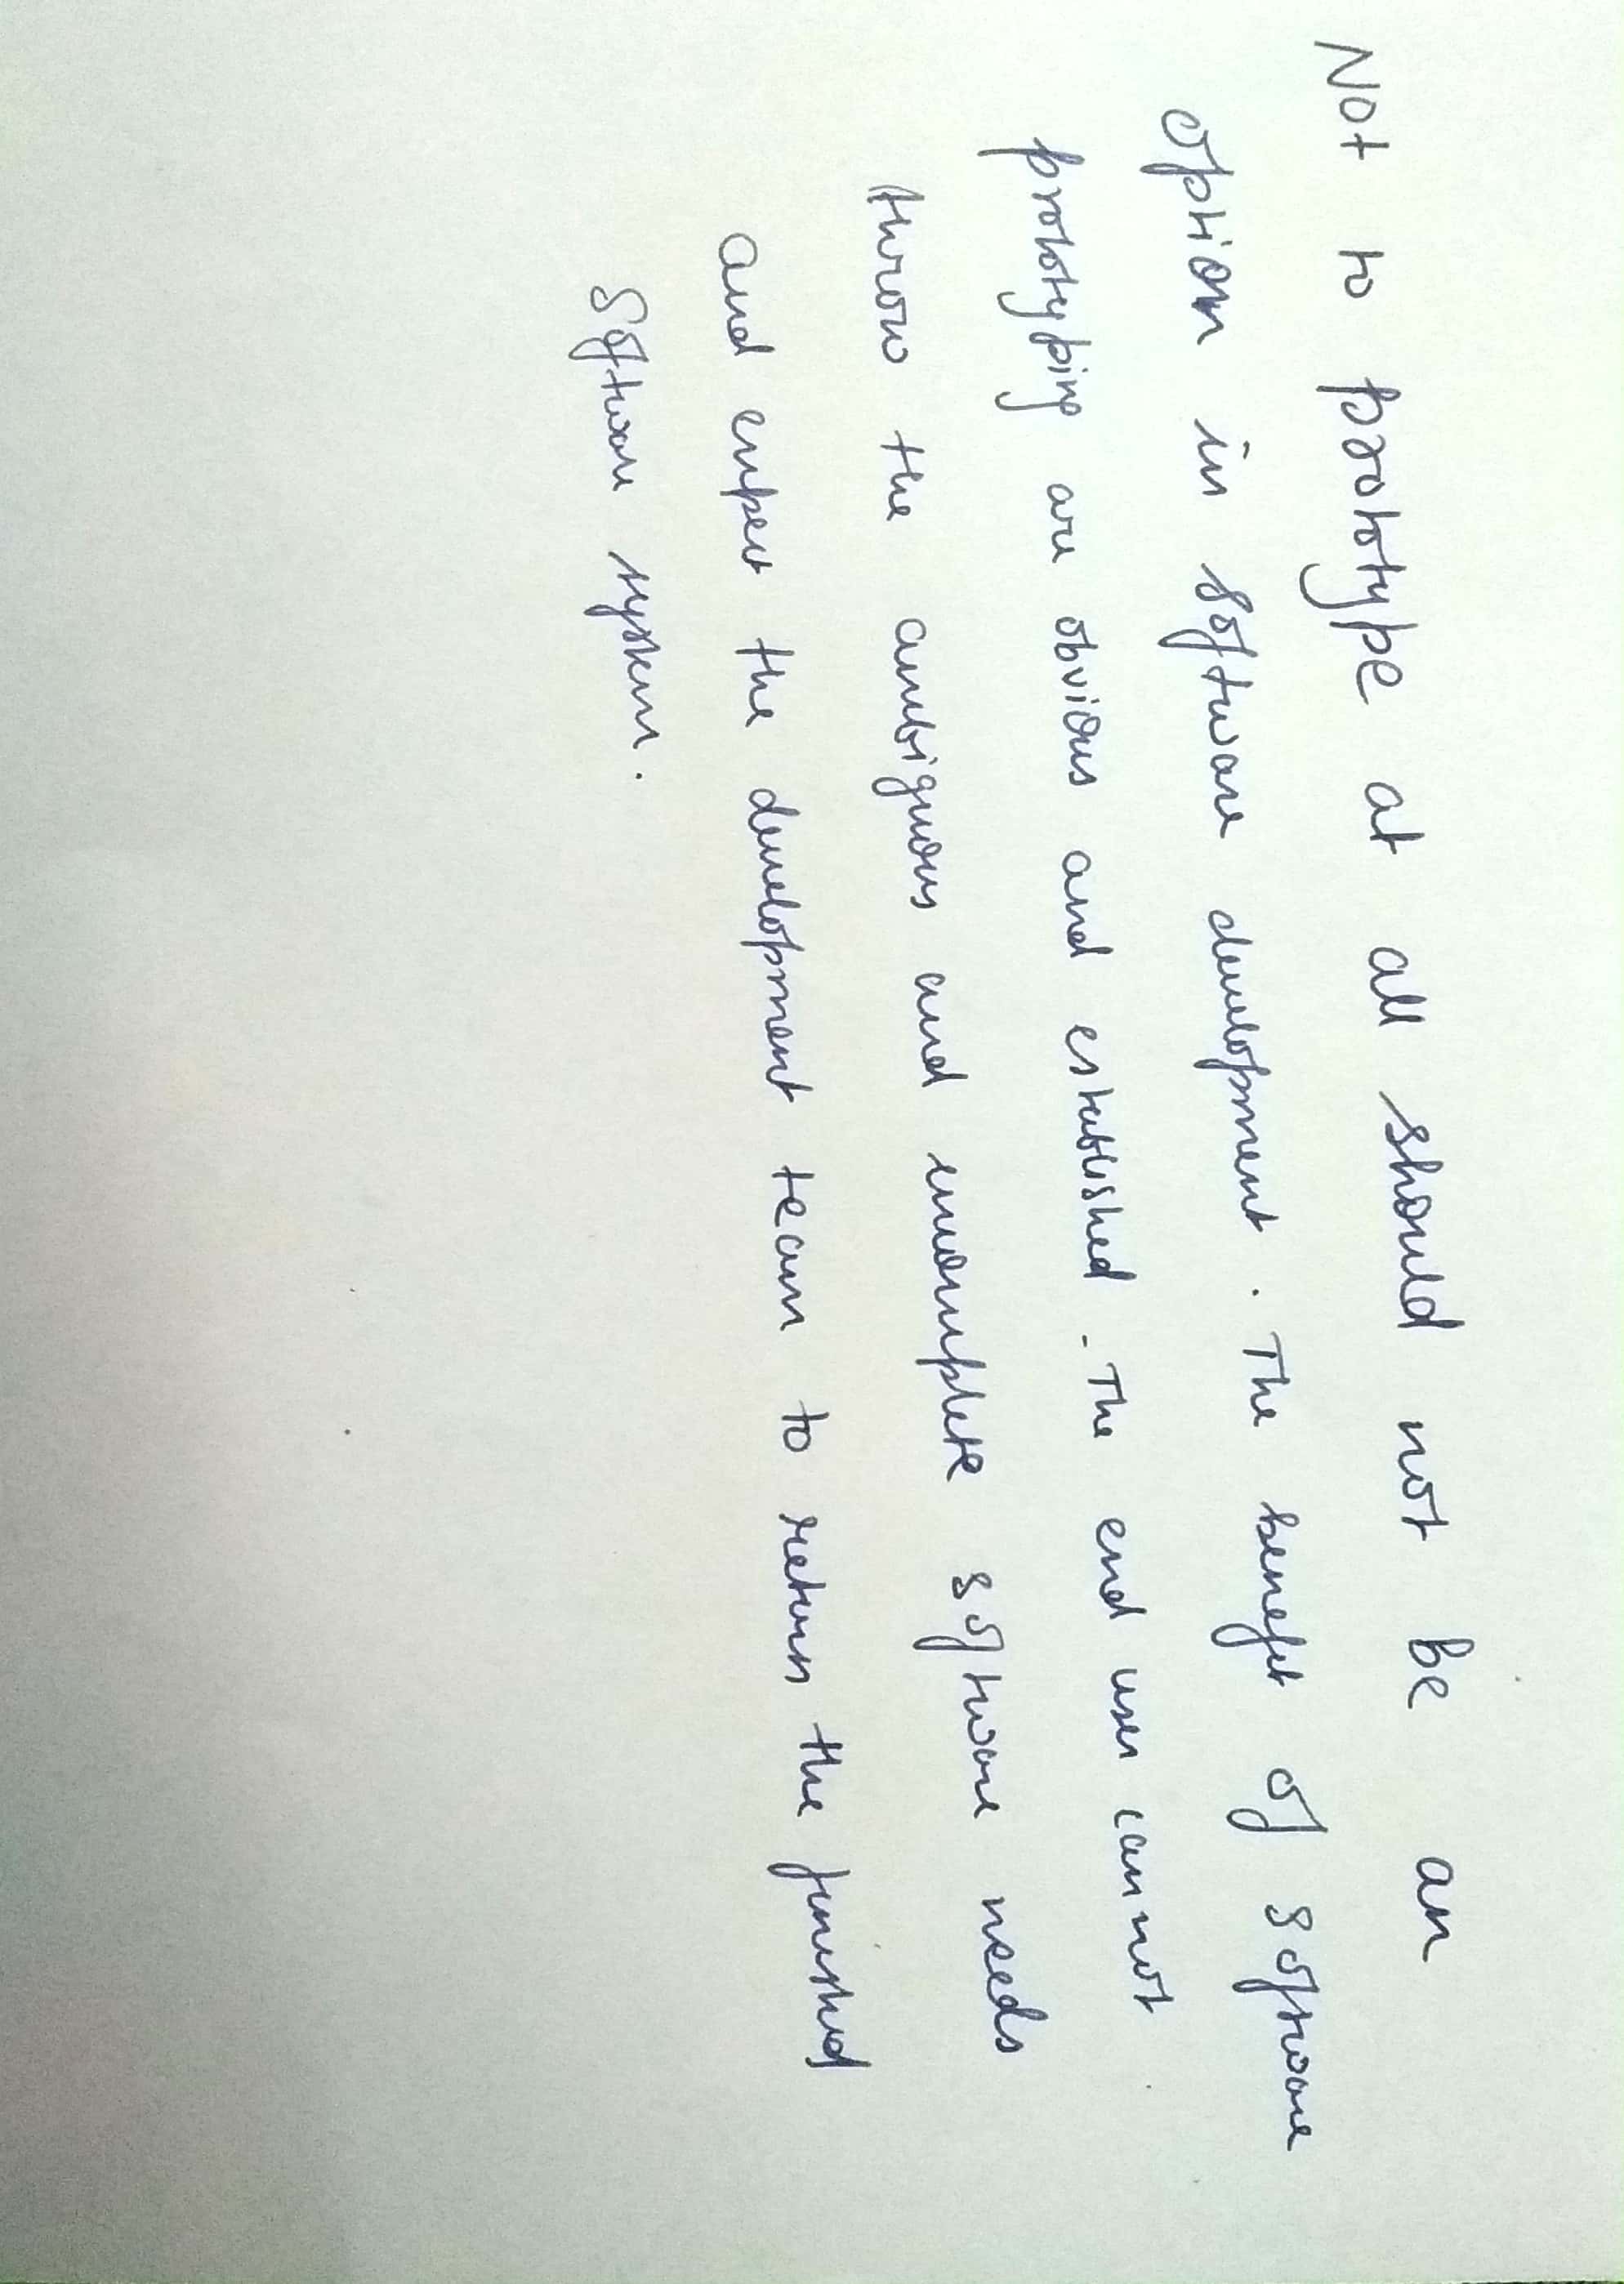 Not to prototype at all should not be an
option in software development. The benefit of software
prototyping are obvious and established. The end user cannot
throw the ambiguous and incomplete software needs
and expect the development team to return the finished
Software system.